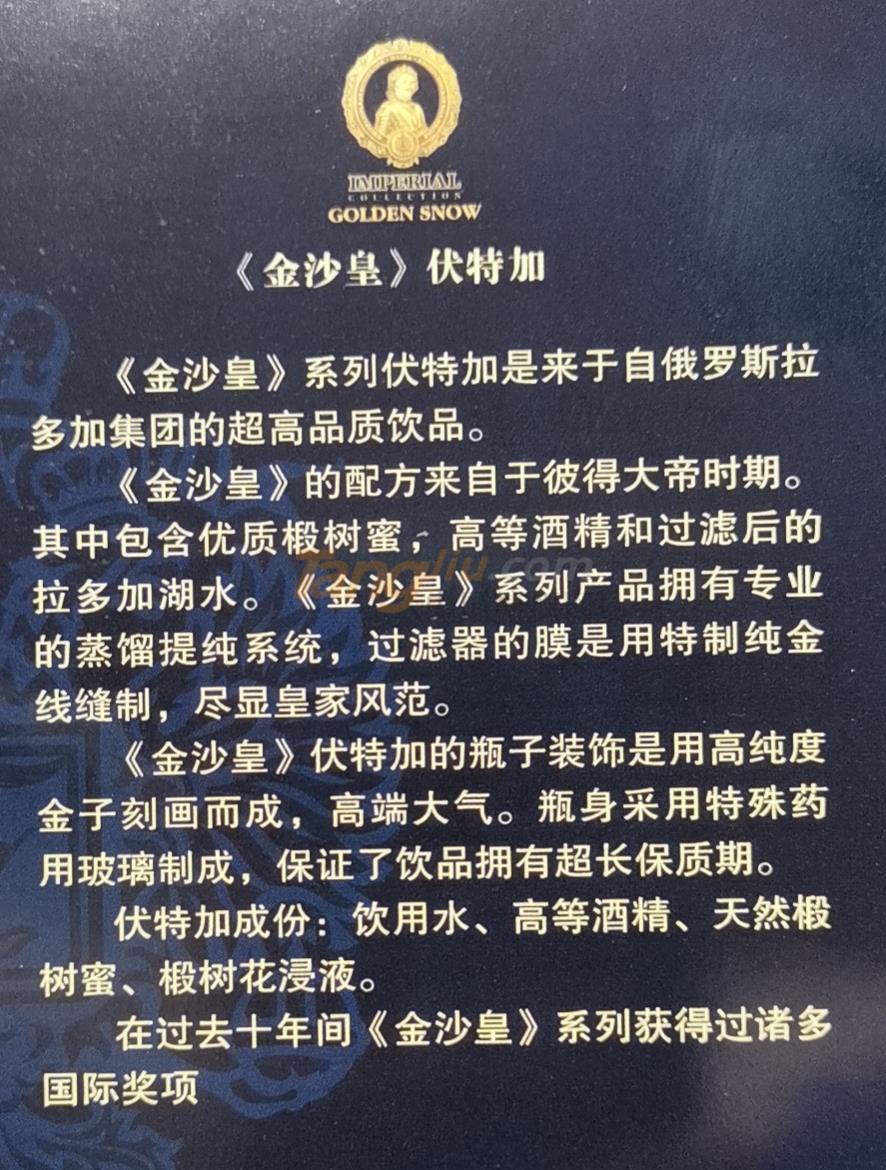 IMPERIAL
COLLECTION
GOLDEN SNOW
《金沙皇》伏特加
《金沙皇》系列伏特加是来于自俄罗斯拉
多加集团的超高品质饮品。
《金沙皇》的配方来自于彼得大帝时期。
其中包含优质椴树蜜，高等酒精和过滤后的
拉多加湖水。《金沙皇》系列产品拥有专业
的蒸馏提纯系统，过滤器的膜是用特制纯金
线缝制，尽显皇家风范。
《金沙皇》伏特加的瓶子装饰是用高纯度
金子刻画而成，高端大气。瓶身采用特殊药
用玻璃制成，保证了饮品拥有超长保质期。
伏特加成份：饮用水、高等酒精、天然椴
树蜜、椴树花浸液。
在过去十年间《金沙皇》系列获得过诸多
国际奖项
Tangjiu.com